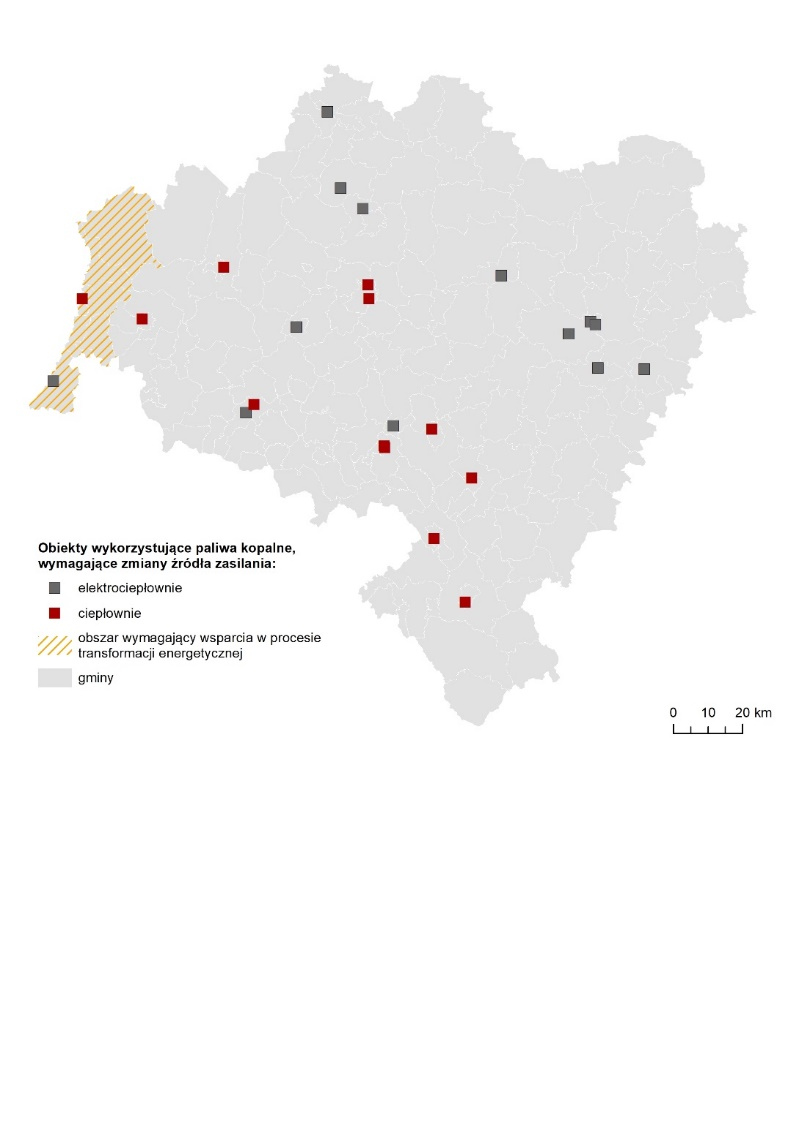 Obiekty wykorzystujące paliwa kopalne,
wymagające zmiany źródła zasilania:
elektrociepłownie
ciepłownie
obszar wymagający wsparcia w procesie
transformacji energetycznej
gminy
0 10 20 km